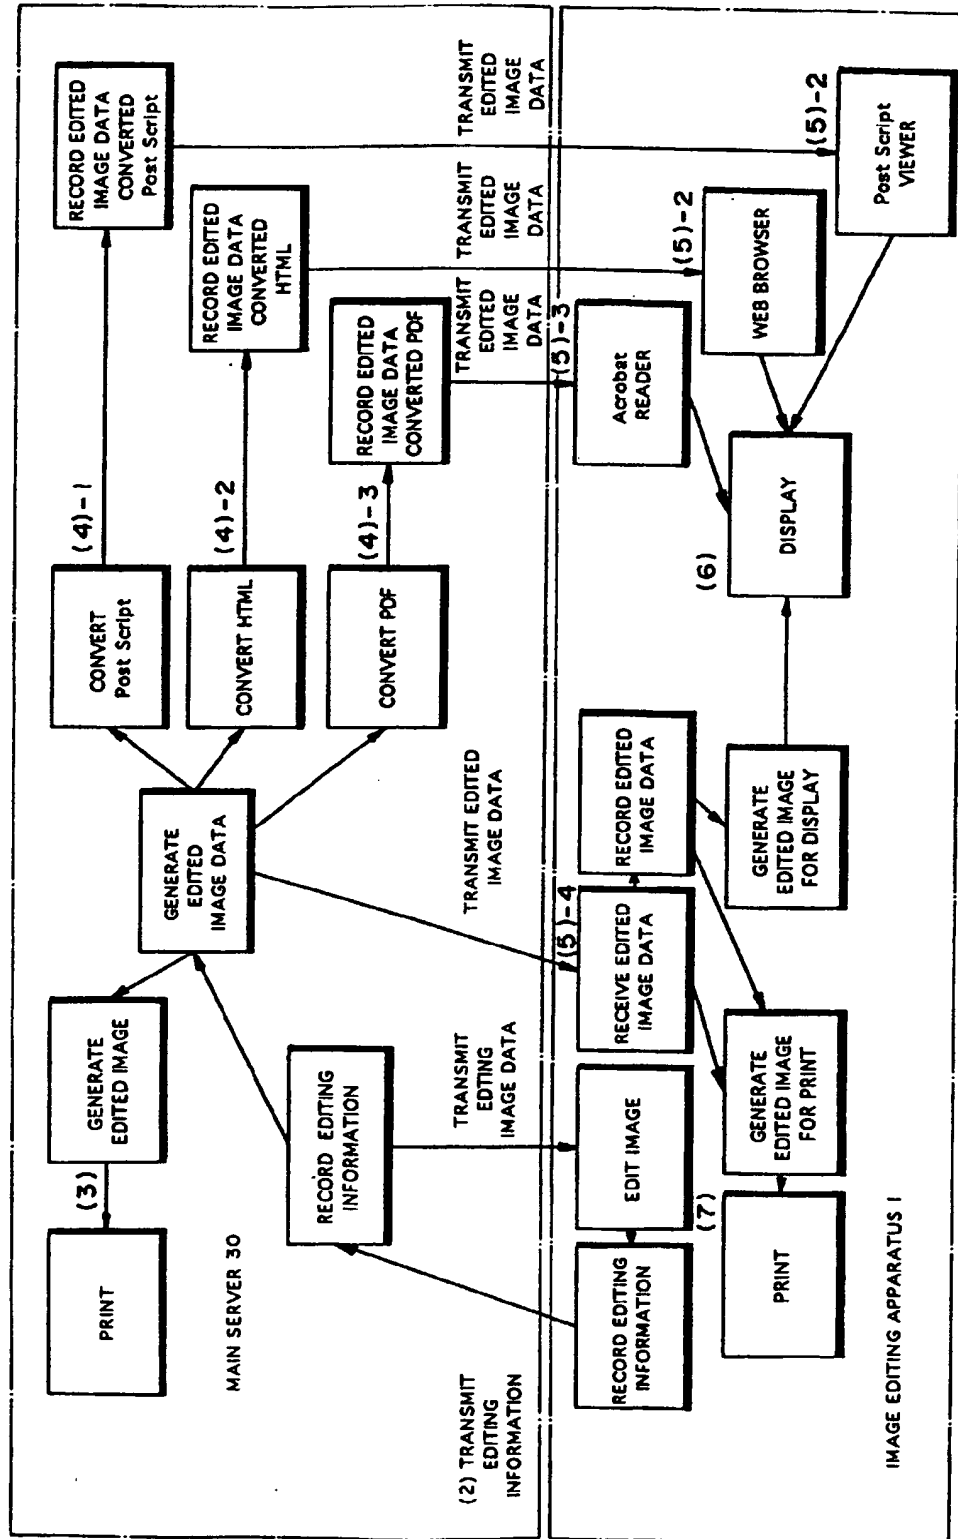 PRINT
(3)
GENERATE
EDITED IMAGE
GENERATE
EDITED
IMAGE DATA
CONVERT
Post Script
(4)-1
RECORD EDITED
IMAGE DATA
CONVERTED
Post Script
CONVERT HTML
(4)-2
RECORD EDITED
IMAGE DATA
CONVERTED
HTML
CONVERT PDF
(4)-3
RECORD EDITED
IMAGE DATA
CONVERTED PDF
MAIN SERVER 30
RECORD EDITING
INFORMATION
(2) TRANSMIT
EDITING
INFORMATION
TRANSMIT
EDTING
IMAGE DATA
TRANSMIT EDITED
IMAGE DATA
TRANSMIT
EDITED
IMAGE
DATA
TRANSMIT
EDITED
IMAGE
DATA
TRANSMIT
EDITED
IMAGE
DATA
RECORD EDITING
INFORMATION
EDIT IMAGE
(5)-4
RECEIVE EDITED
IMAGE DATA
RECORD EDITED
IMAGE DATA
(5)-3
Acrobat
READER
(5)-2
WEB BROWSER
(5)-2
Post Script
VIEWER
(7)
PRINT
GENERATE
EDITED IMAGE
FOR PRINT
GENERATE
EDITED IMAGE
FOR DISPLAY
(6)
DISPLAY
IMAGE EDITING APPARATUS 1